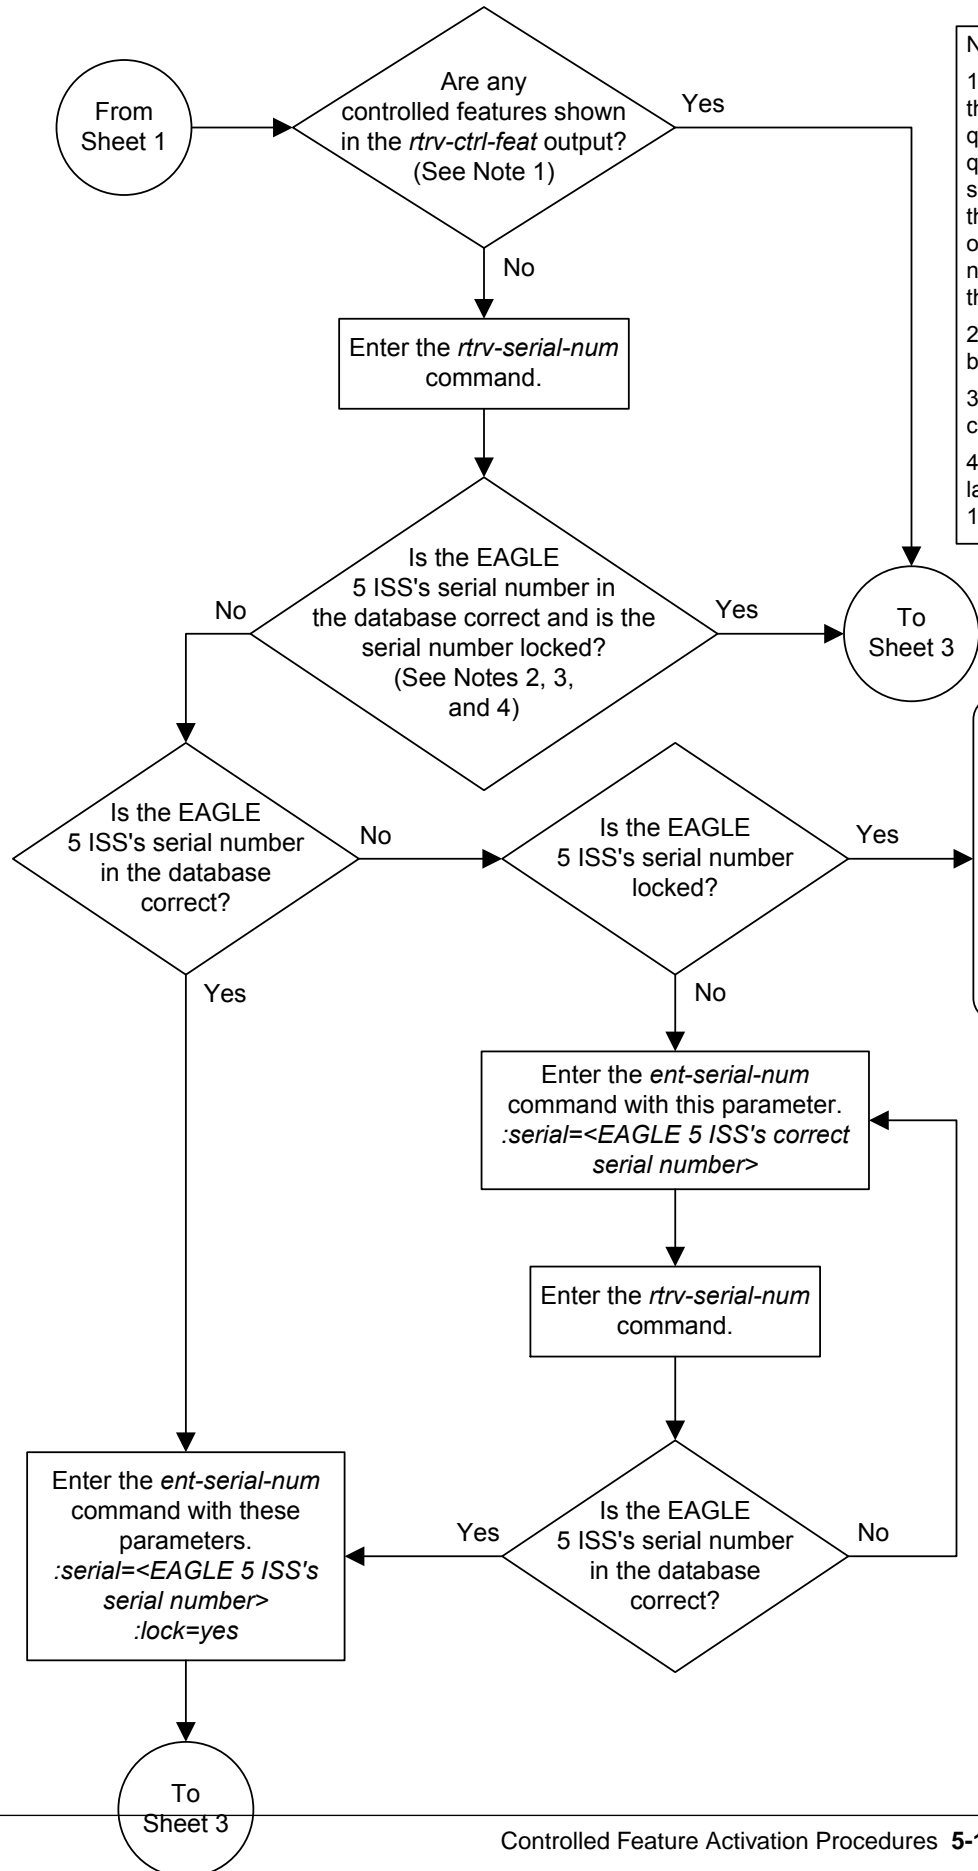 From
Sheet 1
Are any
controlled features shown
in the rtrv-ctrl-feat output?
(See Note 1)
Yes
No
Enter the rtrv-serial-num
command.
Is the EAGLE
5 ISS's serial number in
the database correct and is the
serial number locked?
(See Notes 2, 3,
and 4)
No
Yes
To
Sheet 3
Is the EAGLE
5 ISS's serial number
in the database
correct?
No
Is the EAGLE
5 ISS's serial number
locked?
Yes
Yes
No
Enter the ent-serial-num
command with this parameter.
:serial=<EAGLE 5 ISS's correct
serial number>
Enter the rtrv-serial-num
command.
Enter the ent-serial-num
command with these
parameters.
:serial=<EAGLE 5 ISS's
serial number>
:lock=yes
Yes
Is the EAGLE
5 ISS's serial number
in the database
correct?
No
To
Sheet 3
Controlled Feature Activation Procedures 5-1